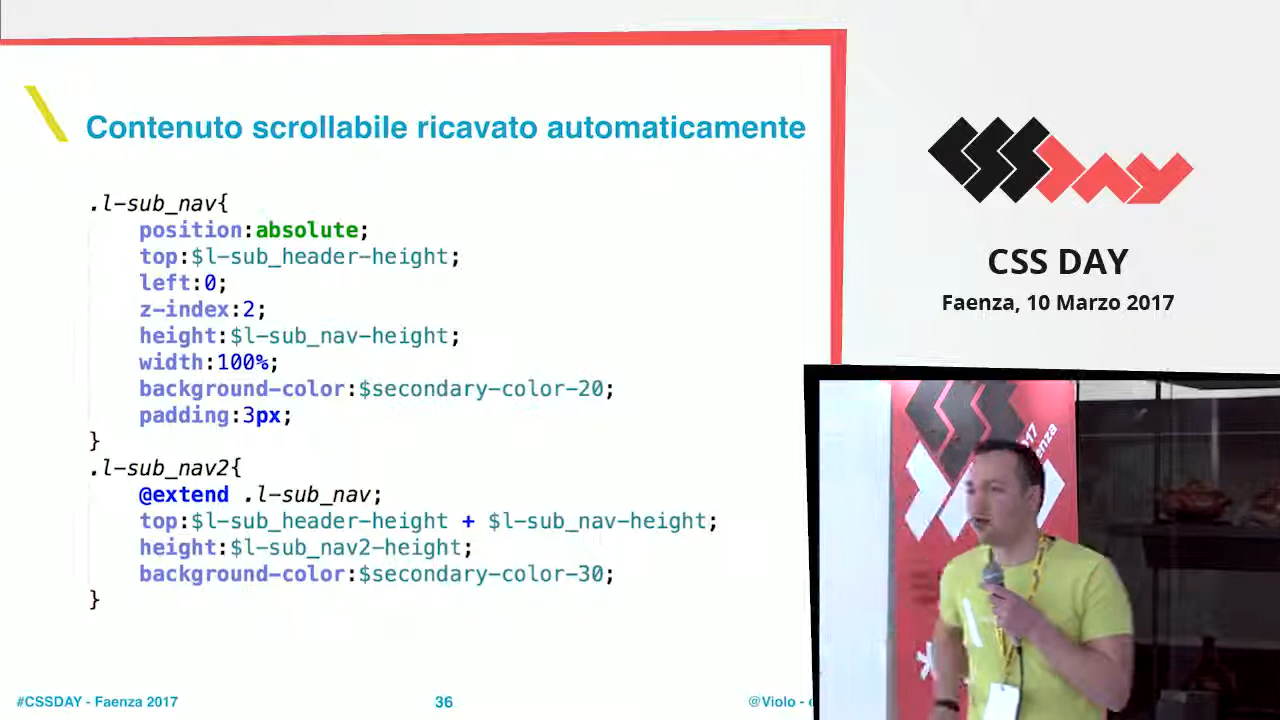 Contenuto scrollabile ricavato automaticamente
.l-sub_nav{
position:absolute;
top:$l-sub_header-height;
left:0;
z-index:2;
height:$l-sub_nav-height;
width:100%;
background-color:$secondary-color-20;
padding:3px;
}
.l-sub_nav2{
@extend .l-sub_nav;
top:$l-sub_header-height + $l-sub_nav-height;
height:$l-sub_nav2-height;
background-color:$secondary-color-30;
}
#CSSDAY - Faenza 2017
36
@Violo -
CSSDAY
CSS DAY
Faenza, 10 Marzo 2017